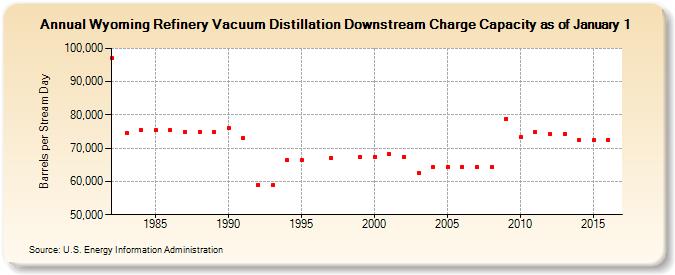 Annual Wyoming Refinery Vacuum Distillation Downstream Charge Capacity as of January 1
Barrels per Stream Day
100,000
90,000
80,000
70,000
60,000
50,000
1985 1990 1995 2000 2005 2010 2015
Source: U.S. Energy Information Administration